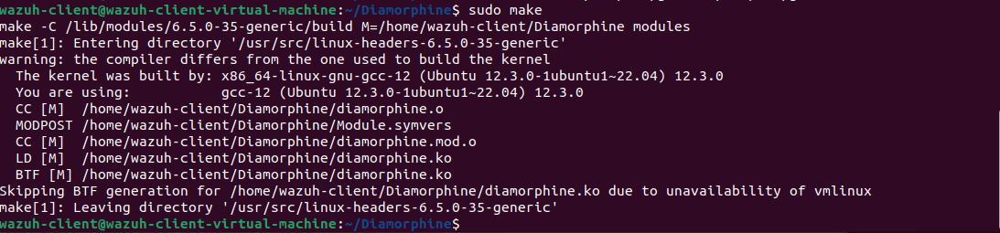 wazuh-client@wazuh-client-virtual-machine:~/Diamorphine$ sudo make
make -C /lib/modules/6.5.0-35-generic/build M=/home/wazuh-client/Diamorphine modules
make[1]: Entering directory '/usr/src/linux-headers-6.5.0-35-generic'
warning: the compiler differs from the one used to build the kernel
  The kernel was built by: x86_64-linux-gnu-gcc-12 (Ubuntu 12.3.0-1ubuntu1~22.04) 12.3.0
  You are using:           gcc-12 (Ubuntu 12.3.0-1ubuntu1~22.04) 12.3.0
  CC [M]  /home/wazuh-client/Diamorphine/diamorphine.o
  MODPOST /home/wazuh-client/Diamorphine/Module.symvers
  CC [M]  /home/wazuh-client/Diamorphine/diamorphine.mod.o
  LD [M]  /home/wazuh-client/Diamorphine/diamorphine.ko
  BTF [M] /home/wazuh-client/Diamorphine/diamorphine.ko
Skipping BTF generation for /home/wazuh-client/Diamorphine/diamorphine.ko due to unavailability of vmlinux
make[1]: Leaving directory '/usr/src/linux-headers-6.5.0-35-generic'
wazuh-client@wazuh-client-virtual-machine:~/Diamorphine$